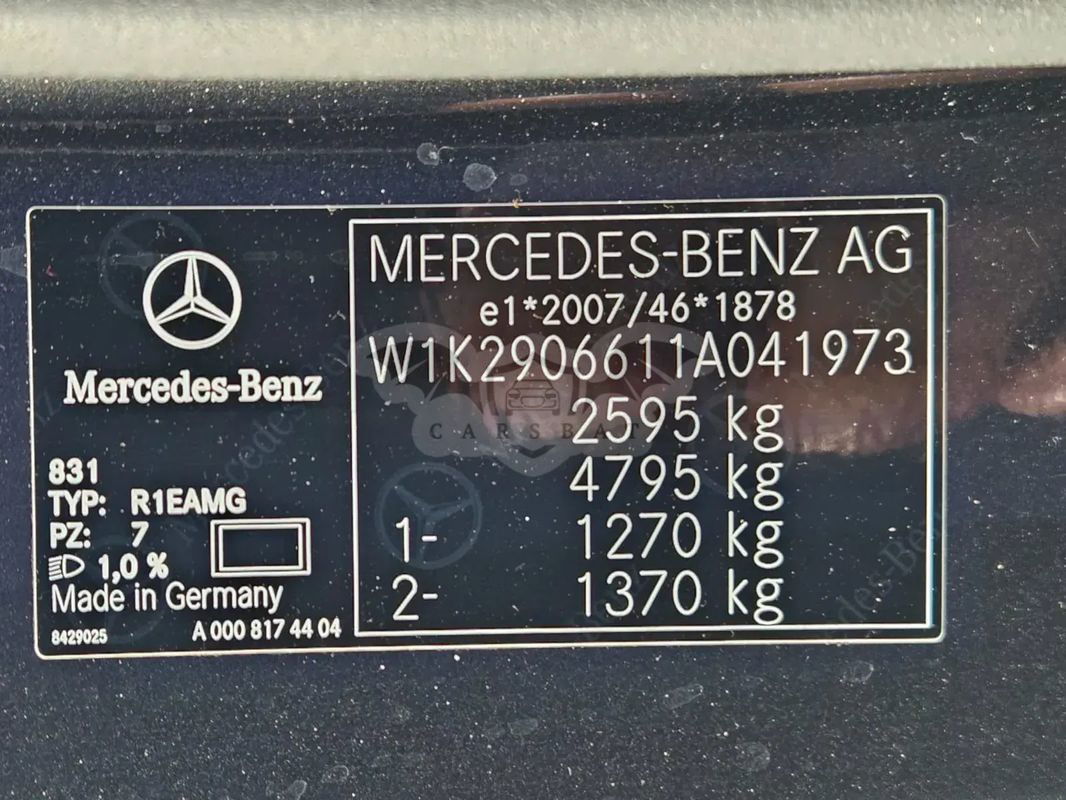 Mercedes-Benz
831
TYP: R1EAMG
PZ: 7
1,0 %
Made in Germany
8429025 A 000 817 44 04
MERCEDES-BENZ AG
e1*2007/46*1878
W1K2906611A041973
2595 kg
CARSBAT
4795 kg
1- 1270 kg
2- 1370 kg